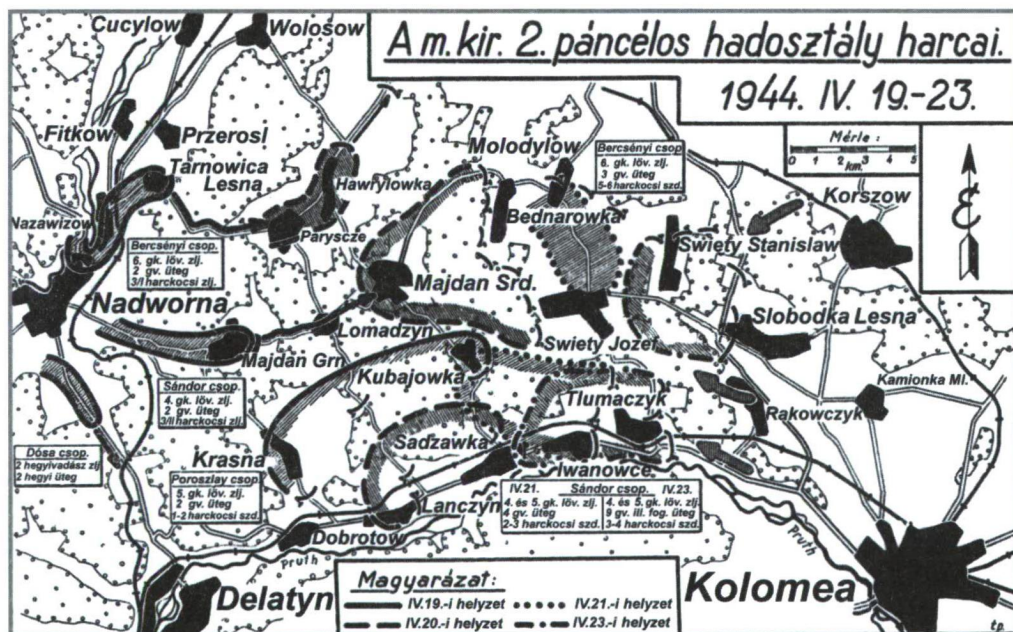 A m. kir. 2. páncélos hadosztály harcai.
1944. IV. 19.-23.
Mérle :
0 1 2 3 4 5
km.
Cucylow
Wolosow
Fitkow
Przerosl
Tarnowica
Lesna
Hawrylowka
Molodylow
Bercsényi csop
6. gk. löv. zlj.
3 gv. üteg
5-6 harckocsi szd.
Korszow
Nazawizow
Paryscze
Bednarowka
Swięty Stanislaw
Bercsényi csop.
6. gk. löv. zlj.
2 gv. üteg
3/I harckocsi zlj.
Nadworna
Majdan Srd.
Lomadzyn
Slobodka Lesna
Majdan Grn
Swiety Jozef
Kubajowka
Kamionka Ml.
Sándor csop.
4. gk. löv. zlj.
2 gv. üteg
3/II harckocsi zlj.
Tlumaczyk
Rakowczyk
Sadzawka
Dósa csop.
2 hegyivadász zlj
2 hegyi üteg
Krasna
Iwanowce
Poroszlay csop.
5. gk. löv. zlj.
2 gv. üteg
1-2 harckocsi szd.
Lanczyn
IV.21. Sándor csop. IV.23.
4. és 5. gk. löv. zlj. 4. és 5. gk. löv. zlj.
4 gv. üteg 9 gv. ill. fog. üteg
2-3 harckocsi szd. 3-4 harckocsi szd.
Dobrotow
Pruth
Pruth
Delatyn
Kolomea
Magyarázat:
IV.19.-i helyzet IV.21.-i helyzet
IV.20.-i helyzet IV.23.-i helyzet
t.p.